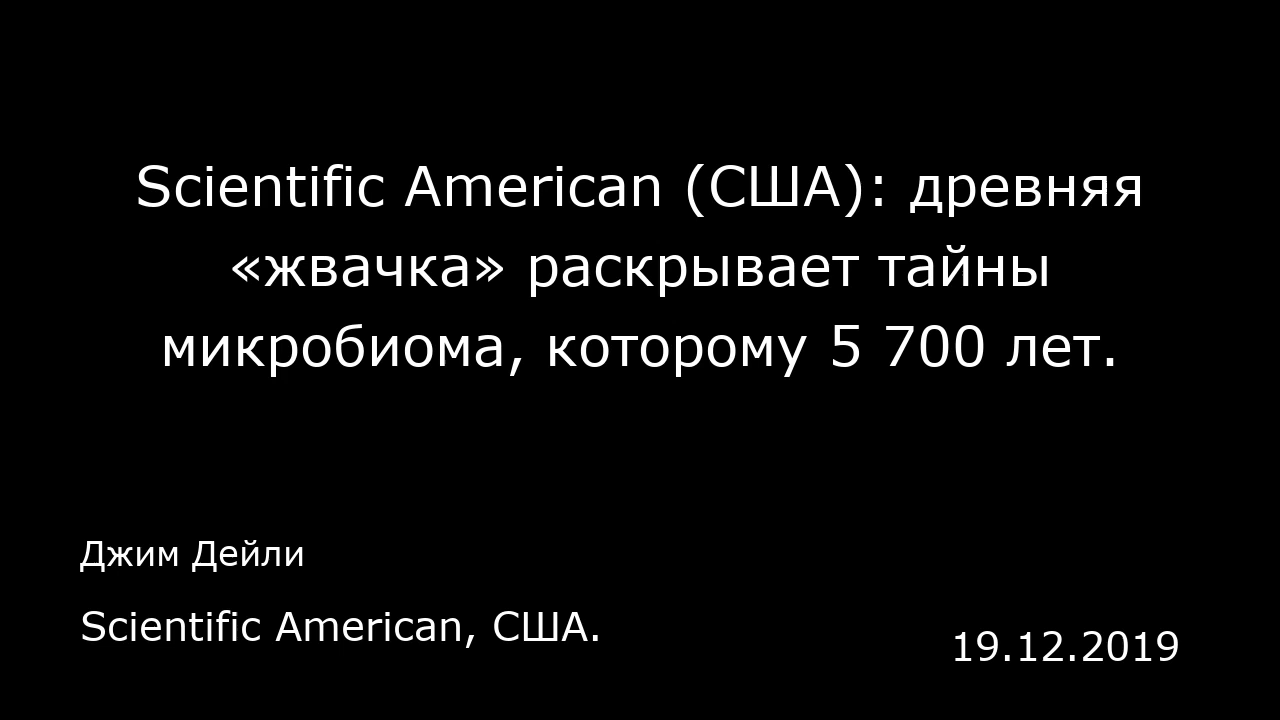 Scientific American (США): древняя
«жвачка» раскрывает тайны
микробиома, которому 5 700 лет.
Джим Дейли
Scientific American, США.
19.12.2019